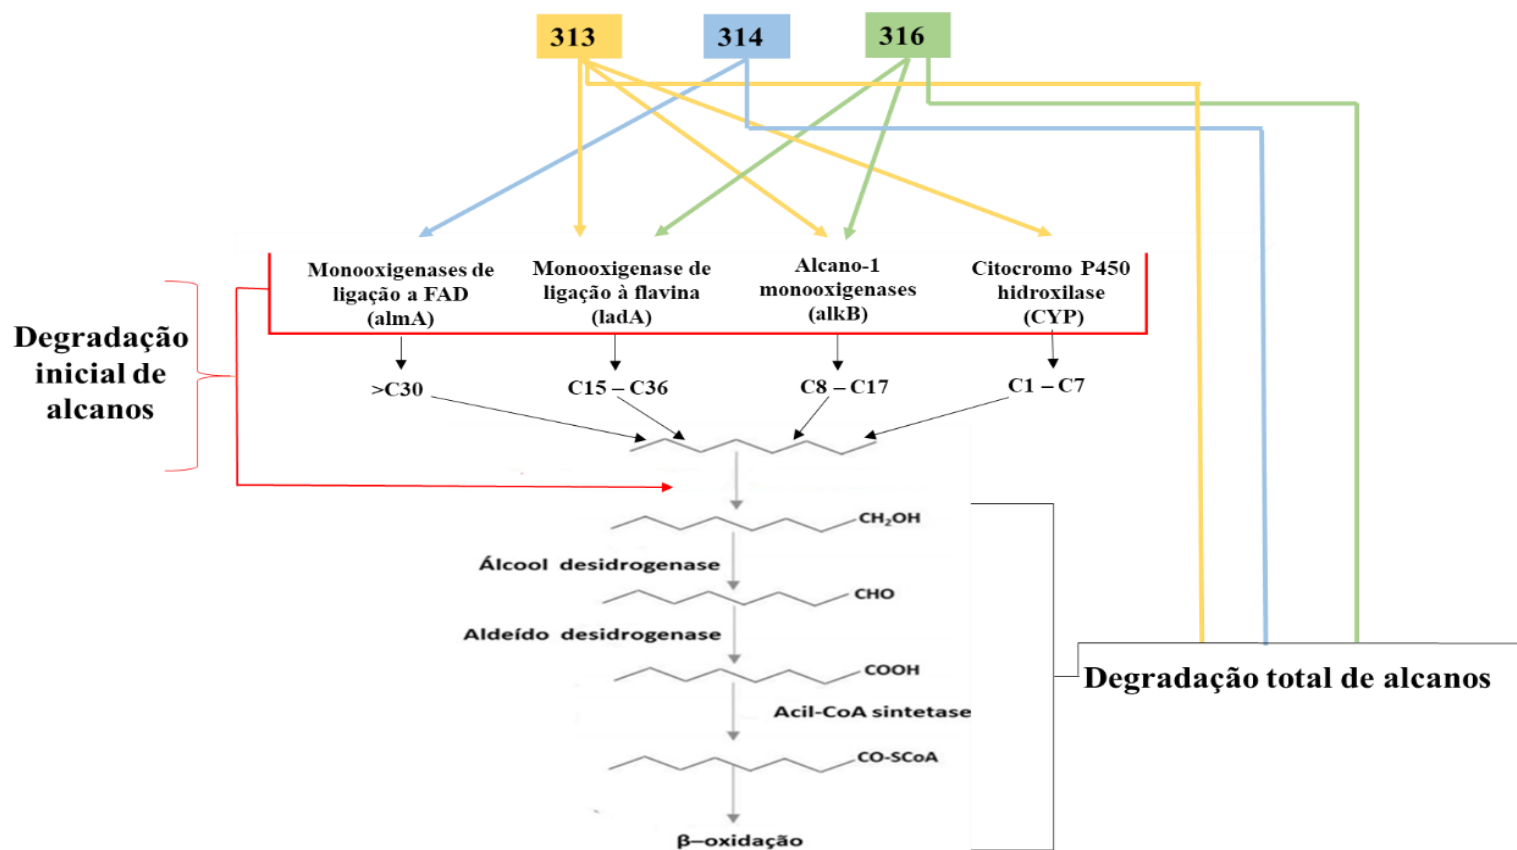 313
314
316
Monooxigenases de
ligação a FAD
(almA)
Monooxigenase de
ligação à flavina
(ladA)
Alcano-1
monooxigenases
(alkB)
Citocromo P450
hidroxilase
(CYP)
Degradação
inicial de
alcanos
>C30
C15 – C36
C8 – C17
C1 – C7
CH₂OH
Álcool desidrogenase
CHO
Aldeído desidrogenase
COOH
Acil-CoA sintetase
CO-SCoA
β–oxidação
Degradação total de alcanos